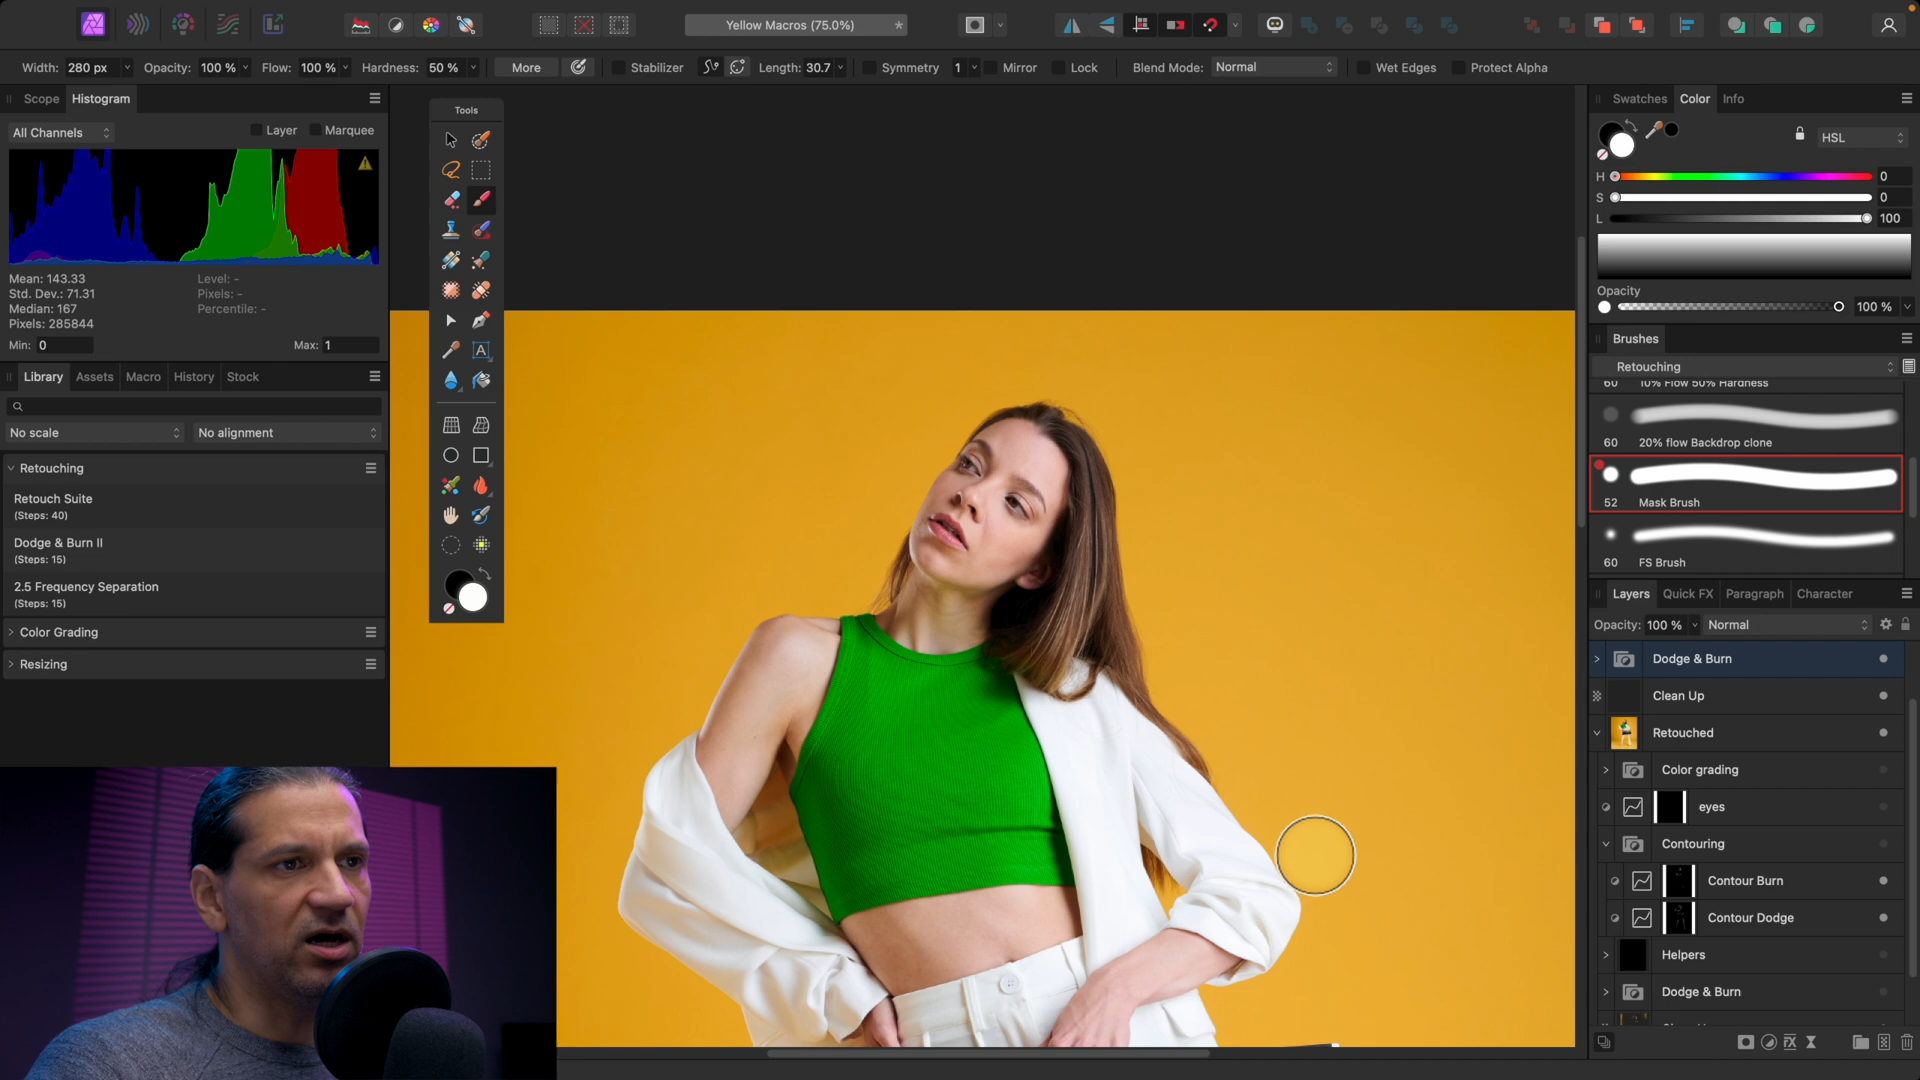 Yellow Macros (75.0%)
*
Width: 280 px Opacity: 100 % Flow: 100 % Hardness: 50 % More Stabilizer Length: 30.7 Symmetry 1 Mirror Lock Blend Mode: Normal Wet Edges Protect Alpha
Scope Histogram
All Channels Layer Marquee
Mean: 143.33 Level: -
Std. Dev.: 71.31 Pixels: -
Median: 167 Percentile: -
Pixels: 285844
Min: 0 Max: 1
Library Assets Macro History Stock
No scale No alignment
Retouching
Retouch Suite
(Steps: 40)
Dodge & Burn II
(Steps: 15)
2.5 Frequency Separation
(Steps: 15)
Color Grading
Resizing
Tools
A
Swatches Color Info
HSL
H 0
S 0
L 100
Opacity
100 %
Brushes
Retouching
60 10% Flow 50% Hardness
60 20% flow Backdrop clone
52 Mask Brush
60 FS Brush
Layers Quick FX Paragraph Character
Opacity: 100 % Normal
Dodge & Burn
Clean Up
Retouched
Color grading
eyes
Contouring
Contour Burn
Contour Dodge
Helpers
Dodge & Burn